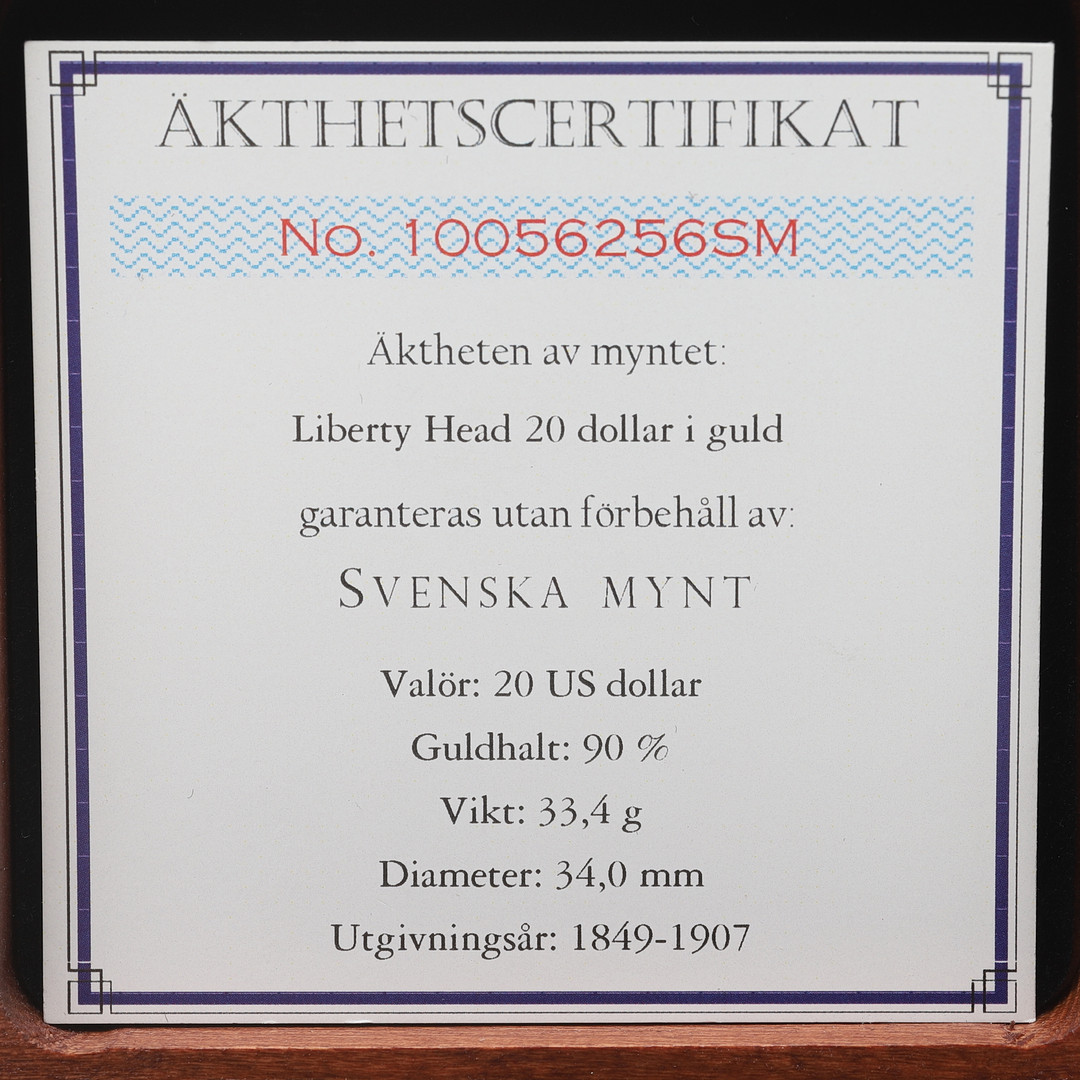 ÄKTHETSCERTIFIKAT
No. 10056256SM
Äktheten av myntet:
Liberty Head 20 dollar i guld
garanteras utan förbehåll av:
SVENSKA MYNT
Valör: 20 US dollar
Guldhalt: 90 %
Vikt: 33,4 g
Diameter: 34,0 mm
Utgivningsår: 1849-1907